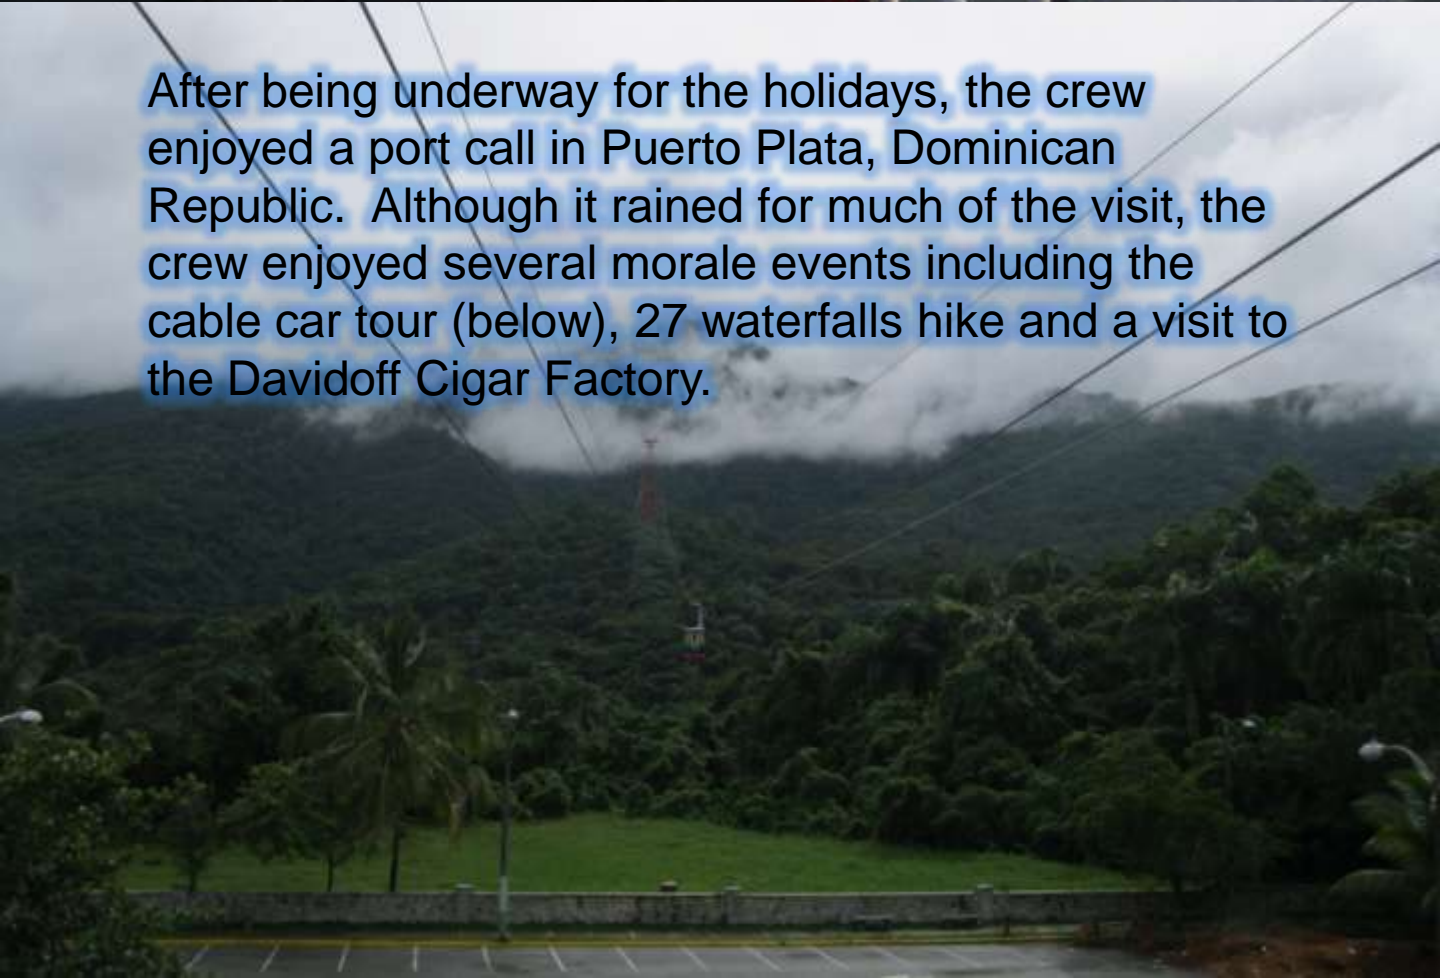 After being underway for the holidays, the crew
enjoyed a port call in Puerto Plata, Dominican
Republic.  Although it rained for much of the visit, the
crew enjoyed several morale events including the
cable car tour (below), 27 waterfalls hike and a visit to
the Davidoff Cigar Factory.